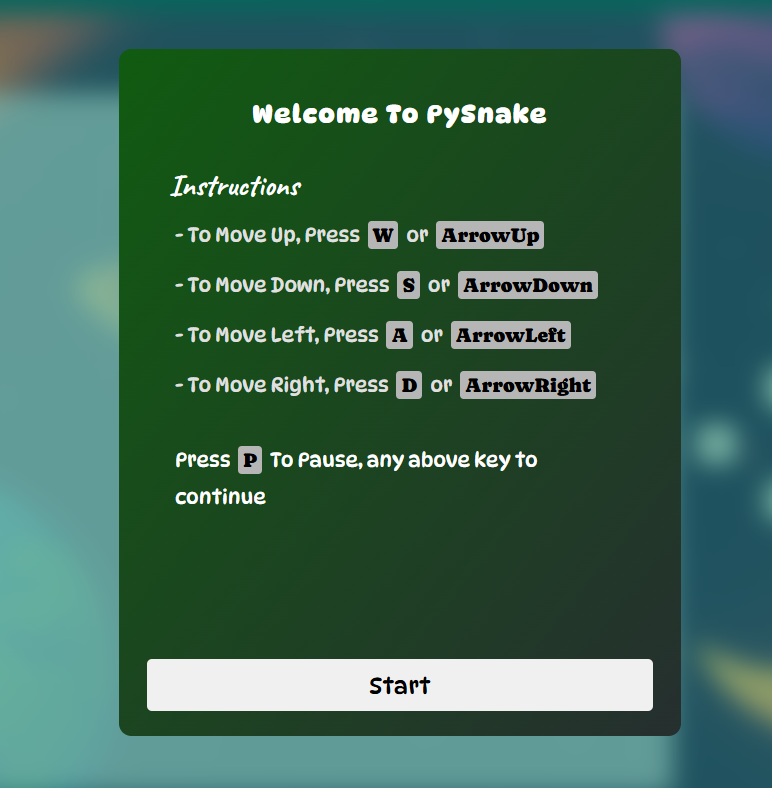 Welcome To PySnake
Instructions
- To Move Up, Press W or ArrowUp
- To Move Down, Press S or ArrowDown
- To Move Left, Press A or ArrowLeft
- To Move Right, Press D or ArrowRight
Press P To Pause, any above key to
continue
Start